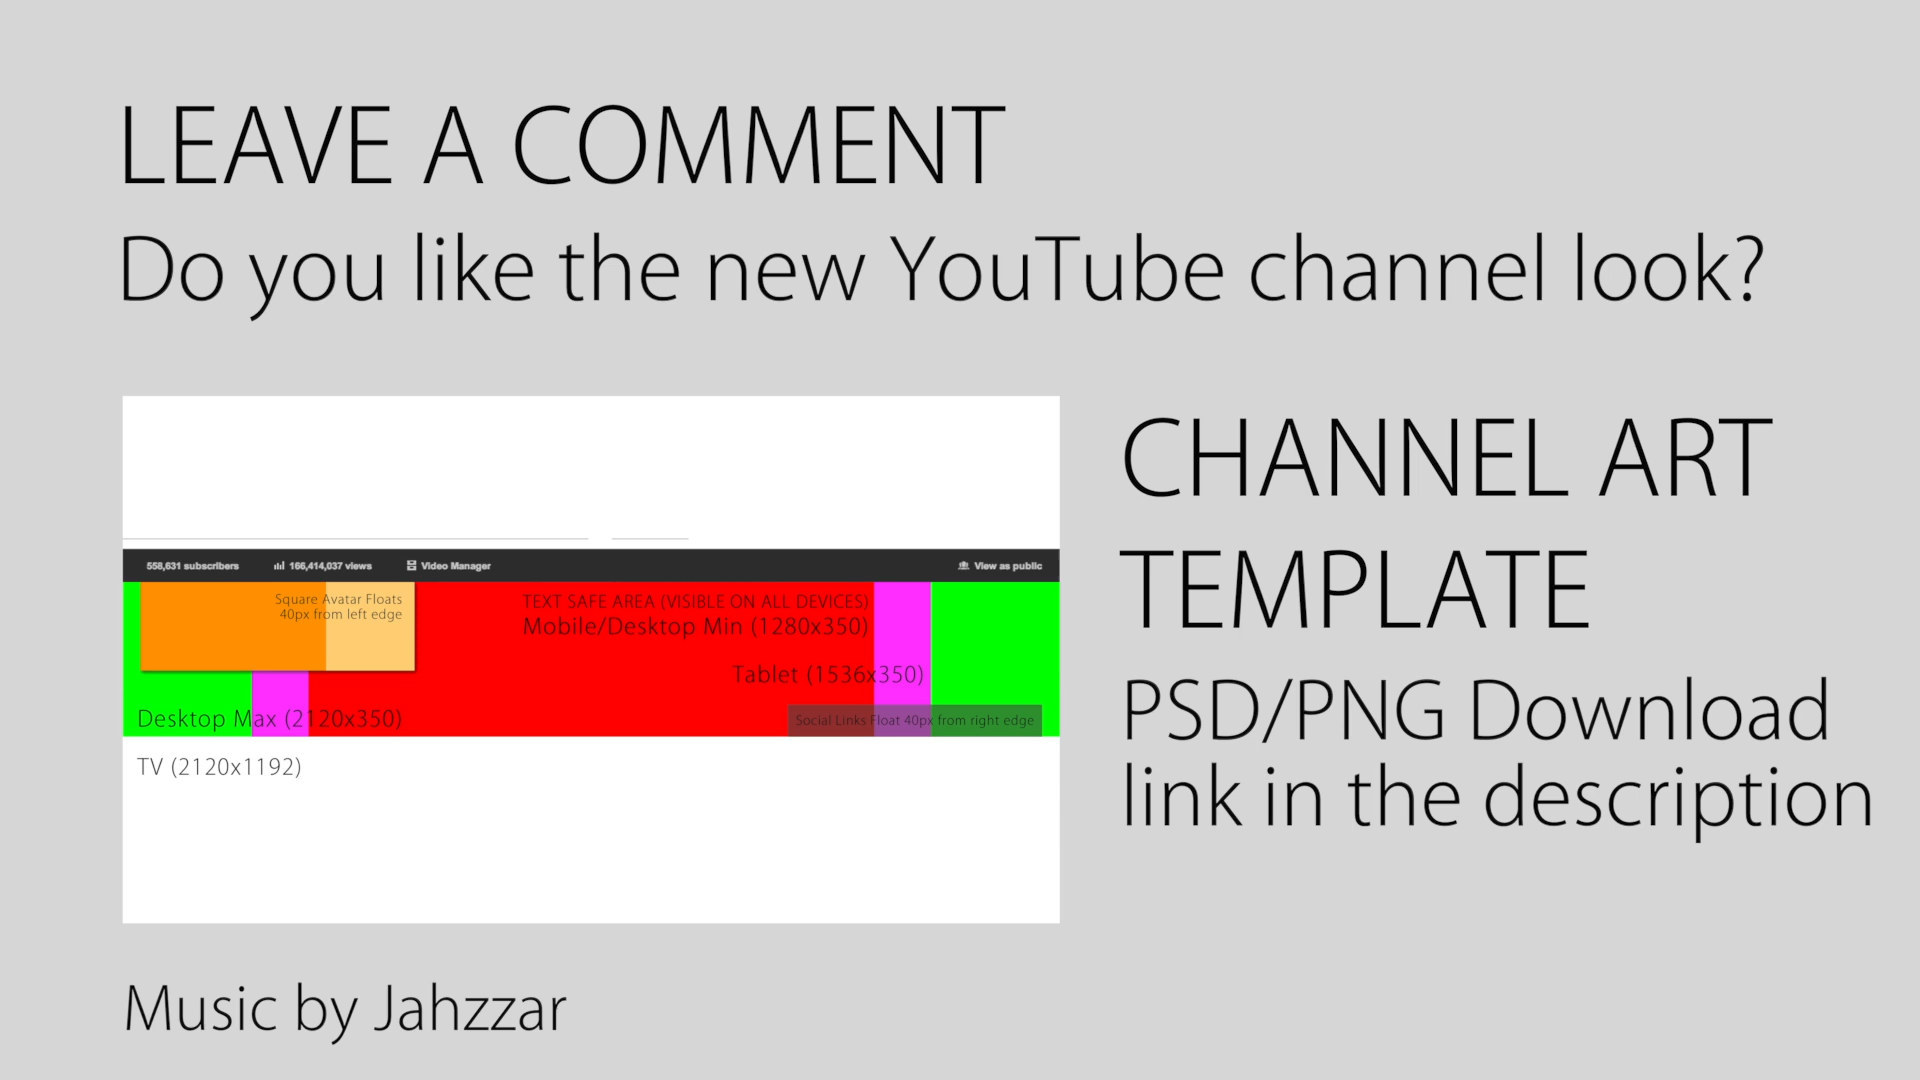 LEAVE A COMMENT
Do you like the new YouTube channel look?
558,631 subscribers
166,414,037 views
Video Manager
View as public
Square Avatar Floats
40px from left edge
TEXT SAFE AREA (VISIBLE ON ALL DEVICES)
Mobile/Desktop Min (1280x350)
Tablet (1536x350)
Desktop Max (2120x350)
Social Links Float 40px from right edge
TV (2120x1192)
CHANNEL ART
TEMPLATE
PSD/PNG Download
link in the description
Music by Jahzzar